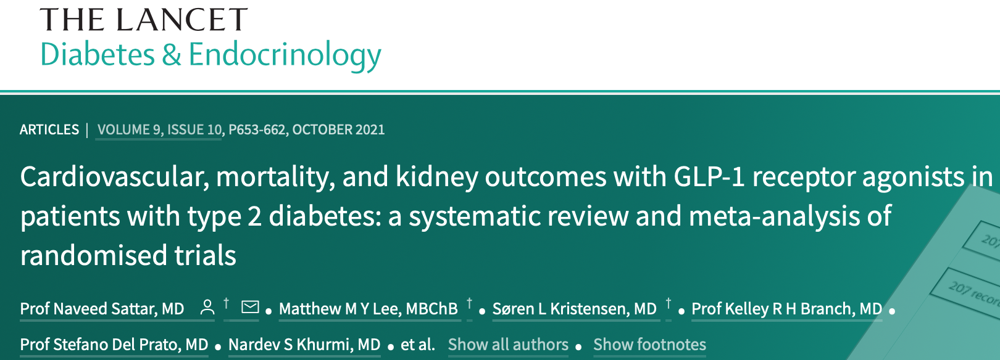 THE LANCET
Diabetes & Endocrinology
ARTICLES | VOLUME 9, ISSUE 10, P653-662, OCTOBER 2021
Cardiovascular, mortality, and kidney outcomes with GLP-1 receptor agonists in
patients with type 2 diabetes: a systematic review and meta-analysis of
randomised trials
207
207 recor
Prof Naveed Sattar, MD † • Matthew M Y Lee, MBChB † • Søren L Kristensen, MD † • Prof Kelley R H Branch, MD •
Prof Stefano Del Prato, MD • Nardev S Khurmi, MD • et al. Show all authors • Show footnotes